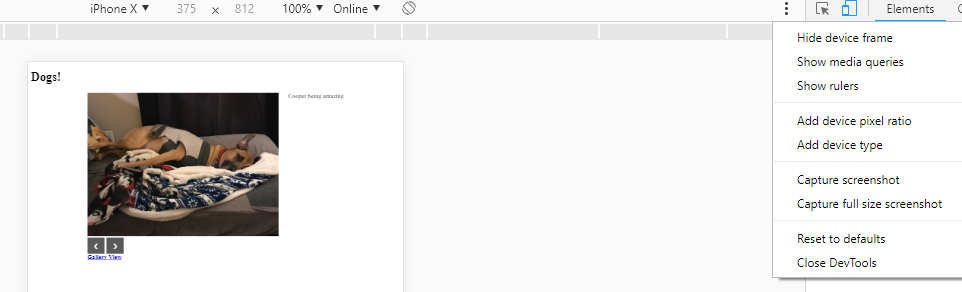 iPhone X 375 × 812 100% Online Elements
Hide device frame
Show media queries
Show rulers
Add device pixel ratio
Add device type
Capture screenshot
Capture full size screenshot
Reset to defaults
Close DevTools
Dogs!
Cooper being amazing
Gallery View